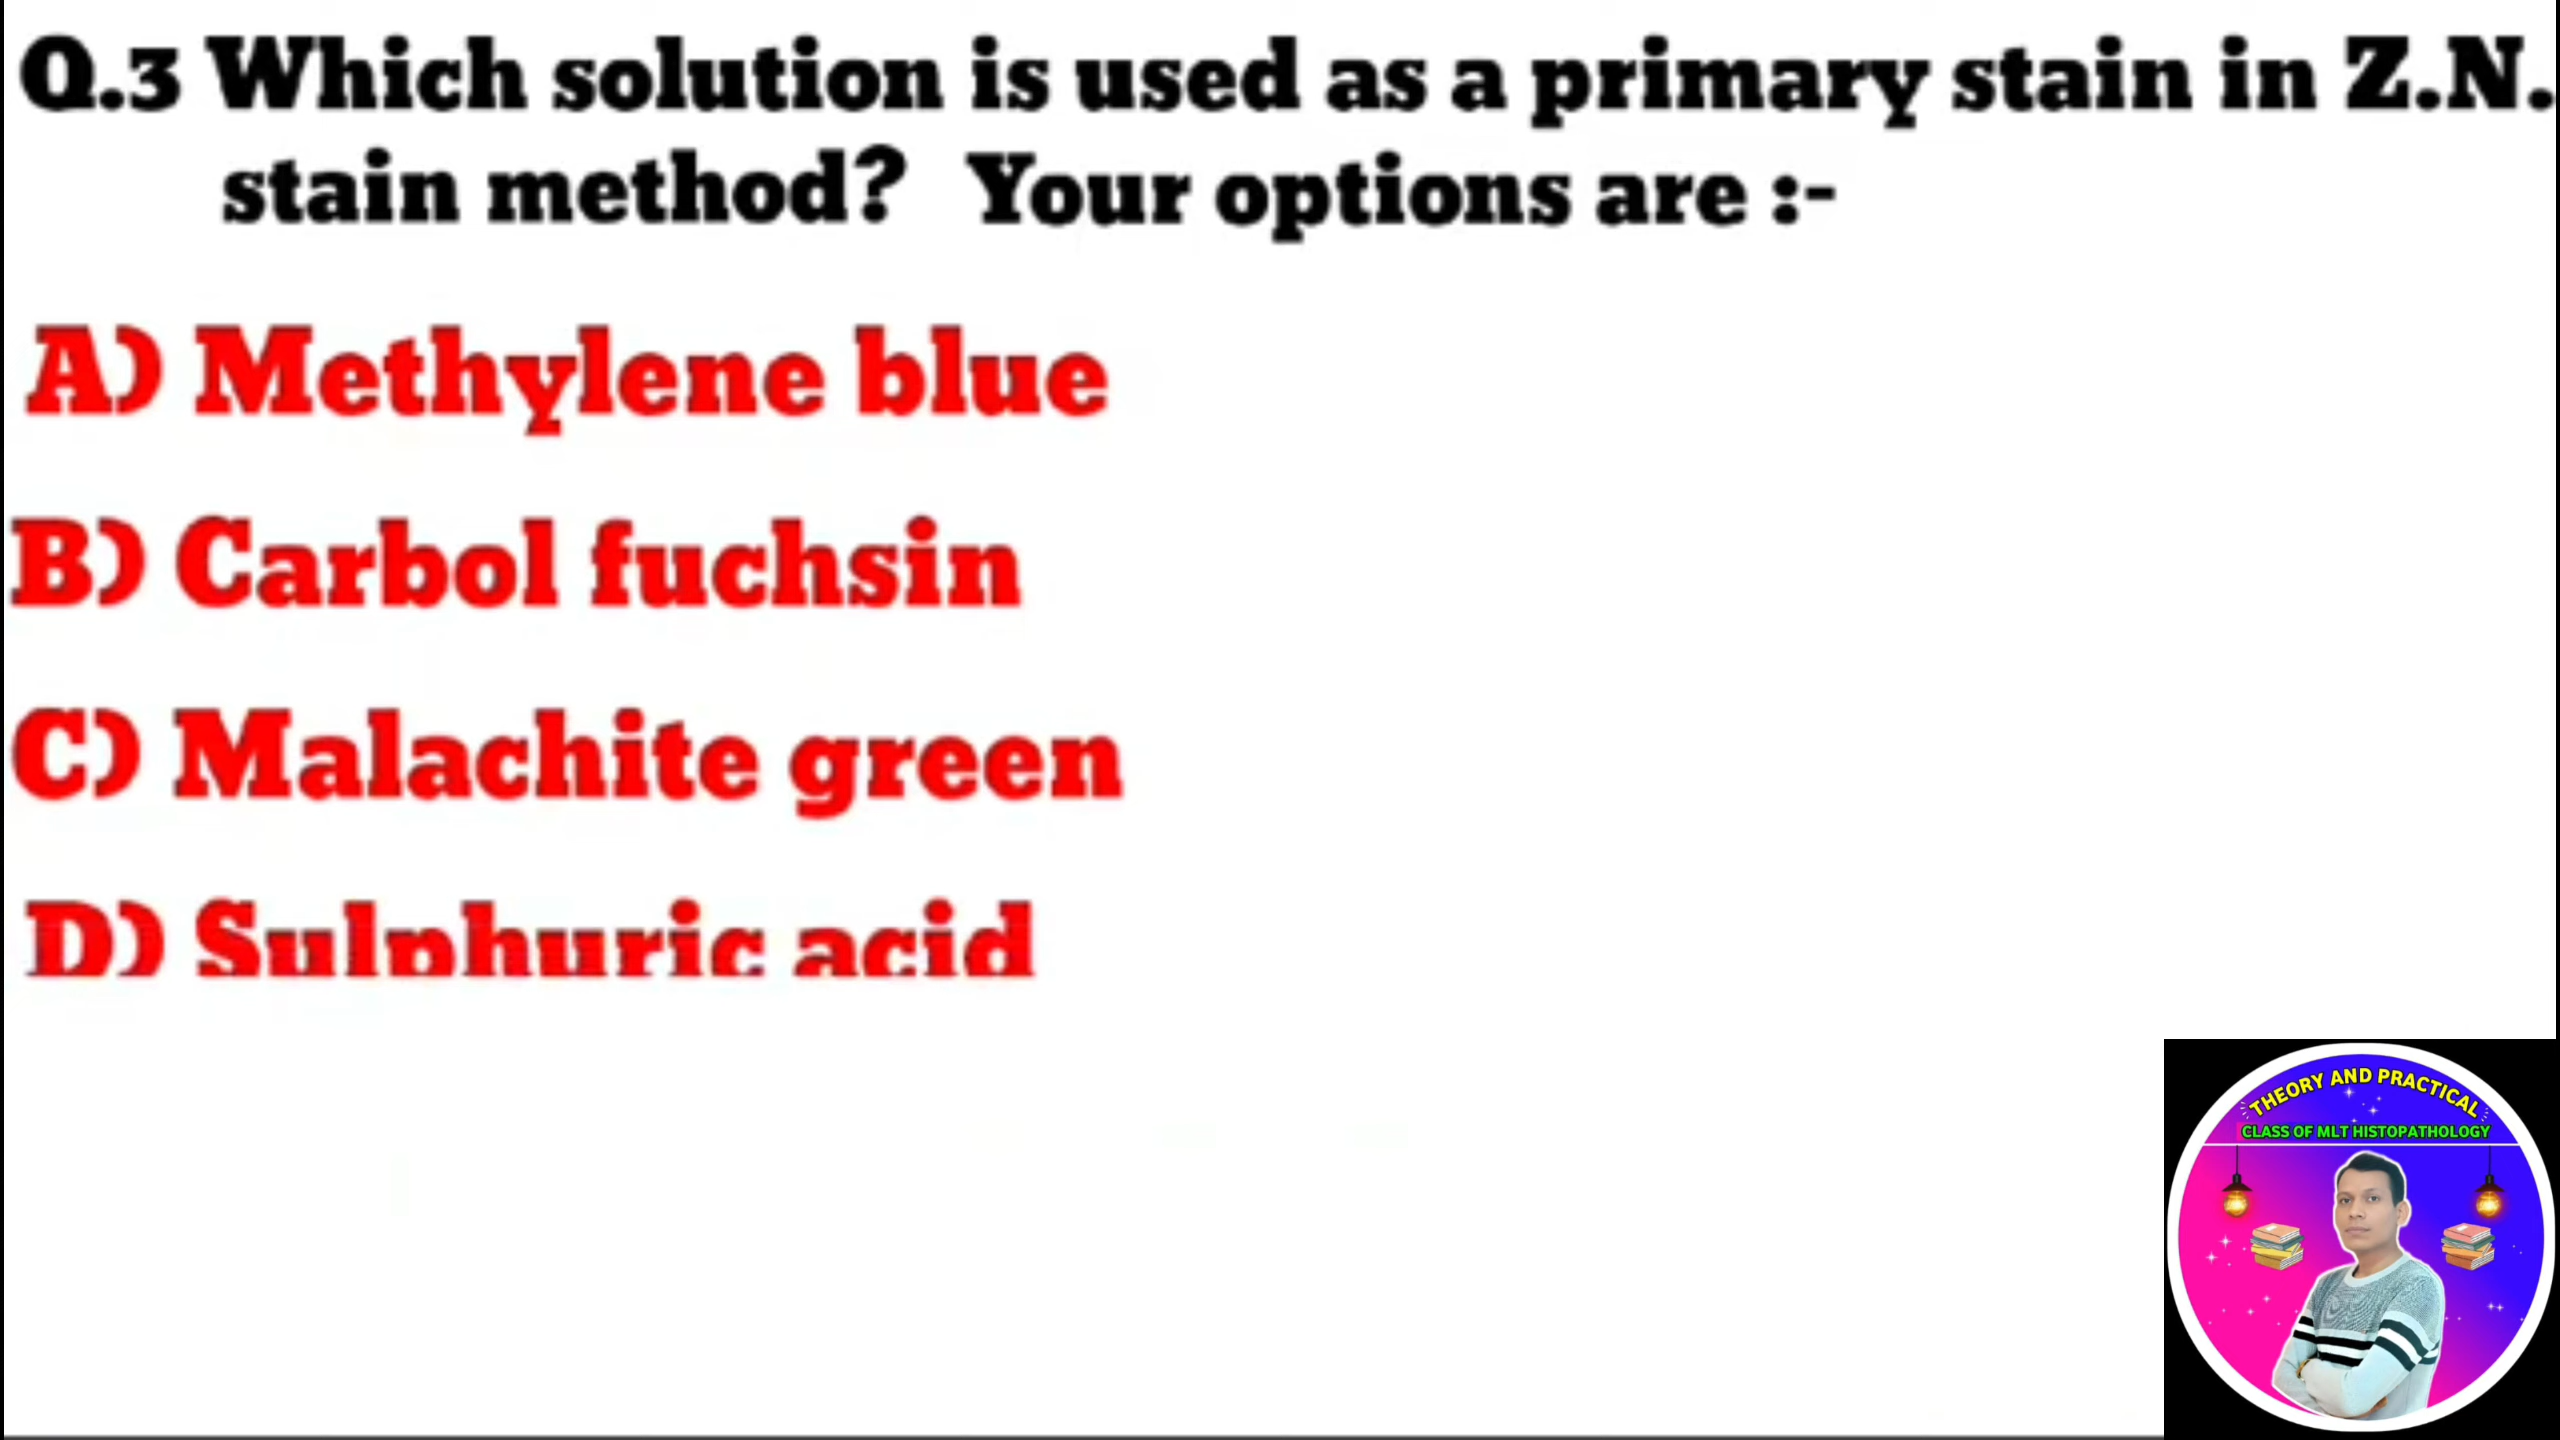 Q.3 Which solution is used as a primary stain in Z.N.
stain method? Your options are :-
A) Methylene blue
B) Carbol fuchsin
C) Malachite green
D) Sulphuric acid
THEORY AND PRACTICAL
CLASS OF MLT HISTOPATHOLOGY